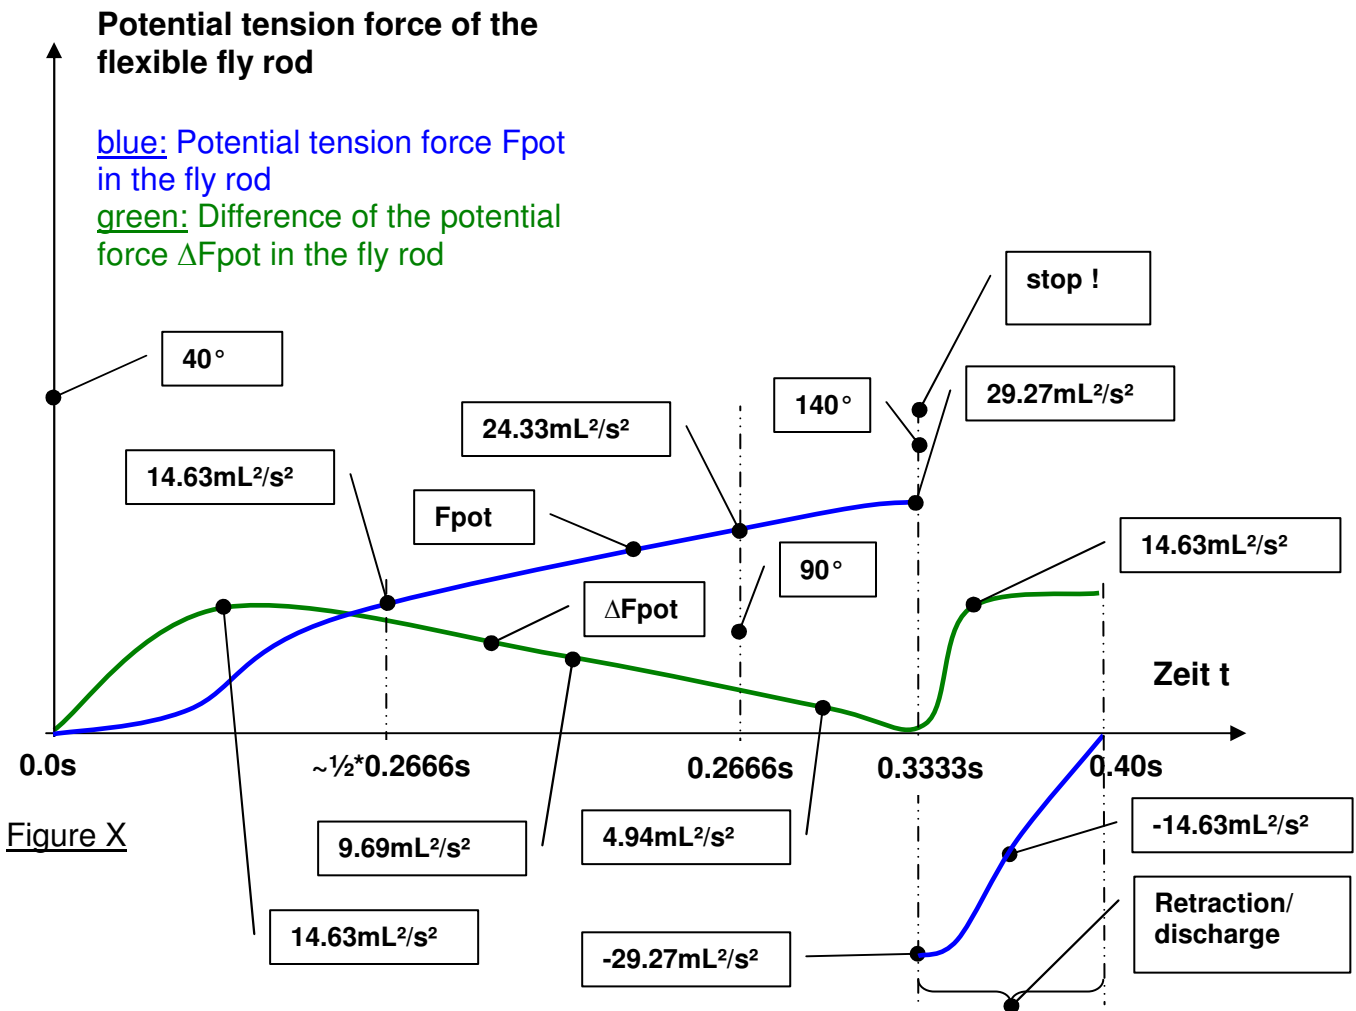 Potential tension force of the
flexible fly rod
blue: Potential tension force Fpot
in the fly rod
green: Difference of the potential
force ∆Fpot in the fly rod
stop !
40°
140°
29.27mL²/s²
24.33mL²/s²
14.63mL²/s²
Fpot
14.63mL²/s²
90°
∆Fpot
Zeit t
0.0s
~½*0.2666s
0.2666s
0.3333s
0.40s
Figure X
9.69mL²/s²
4.94mL²/s²
-14.63mL²/s²
14.63mL²/s²
-29.27mL²/s²
Retraction/
discharge